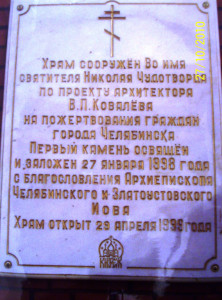 Храм сооружён Во имя
святителя Николая Чудотворца
по проекту архитектора
В.П.Ковалёва
на пожертвования граждан
города Челябинска
Первый камень освящён
и заложен 27 января 1998 года
с благословления Архиепископа
Челябинского и Златоустовского
Иова
Храм открыт 29 апреля 1999 года